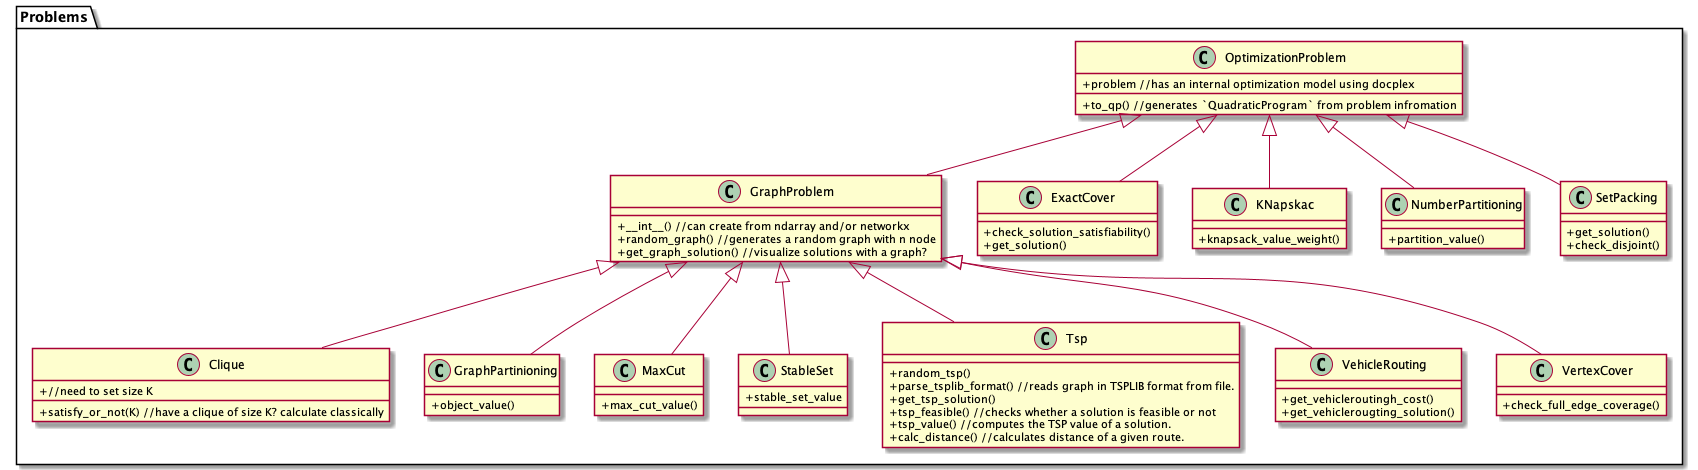 Problems
C OptimizationProblem
+problem //has an internal optimization model using docplex
+to_qp() //generates `QuadraticProgram` from problem infromation
C GraphProblem
+__int__() //can create from ndarray and/or networkx
+random_graph() //generates a random graph with n node
+get_graph_solution() //visualize solutions with a graph?
C ExactCover
+check_solution_satisfiability()
+get_solution()
C KNapskac
+knapsack_value_weight()
C NumberPartitioning
+partition_value()
C SetPacking
+get_solution()
+check_disjoint()
C Clique
+//need to set size K
+satisfy_or_not(K) //have a clique of size K? calculate classically
C GraphPartinioning
+object_value()
C MaxCut
+max_cut_value()
C StableSet
+stable_set_value
C Tsp
+random_tsp()
+parse_tsplib_format() //reads graph in TSPLIB format from file.
+get_tsp_solution()
+tsp_feasible() //checks whether a solution is feasible or not
+tsp_value() //computes the TSP value of a solution.
+calc_distance() //calculates distance of a given route.
C VehicleRouting
+get_vehicleroutingh_cost()
+get_vehiclerougting_solution()
C VertexCover
+check_full_edge_coverage()